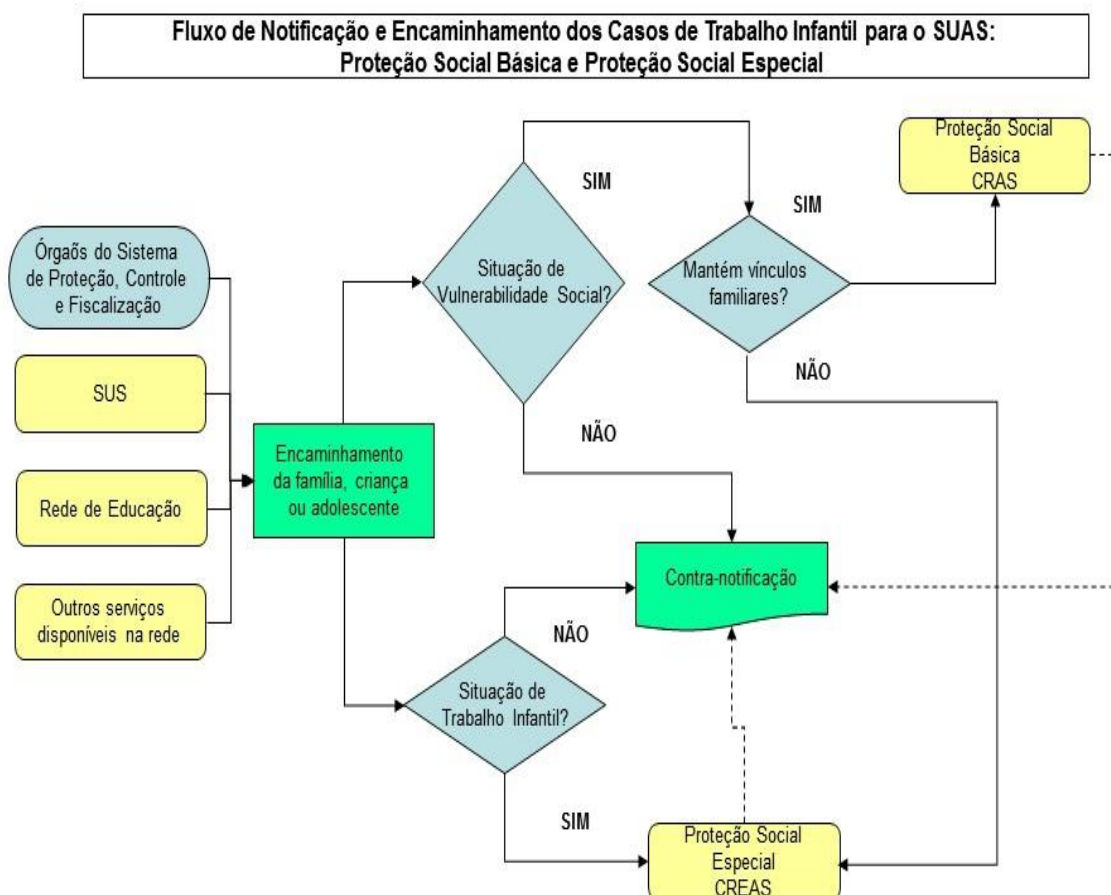 Fluxo de Notificação e Encaminhamento dos Casos de Trabalho Infantil para o SUAS:
Proteção Social Básica e Proteção Social Especial
Proteção Social
Básica
CRAS
SIM
SIM
Órgaõs do Sistema
de Proteção, Controle
e Fiscalização
Situação de
Vulnerabilidade Social?
Mantém vínculos
familiares?
NÃO
SUS
NÃO
Encaminhamento
da família, criança
ou adolescente
Rede de Educação
Contra-notificação
Outros serviços
disponíveis na rede
NÃO
Situação de
Trabalho Infantil?
SIM
Proteção Social
Especial
CREAS